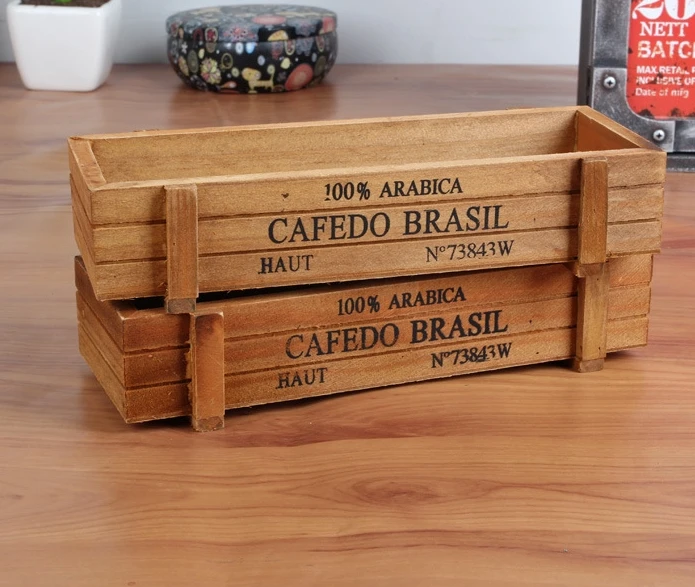 20
NETT
BATCH
MAX.RETAIL
Date of mfg
100% ARABICA
CAFEDO BRASIL
HAUT N°73843W
100% ARABICA
CAFEDO BRASIL
HAUT N°73843W